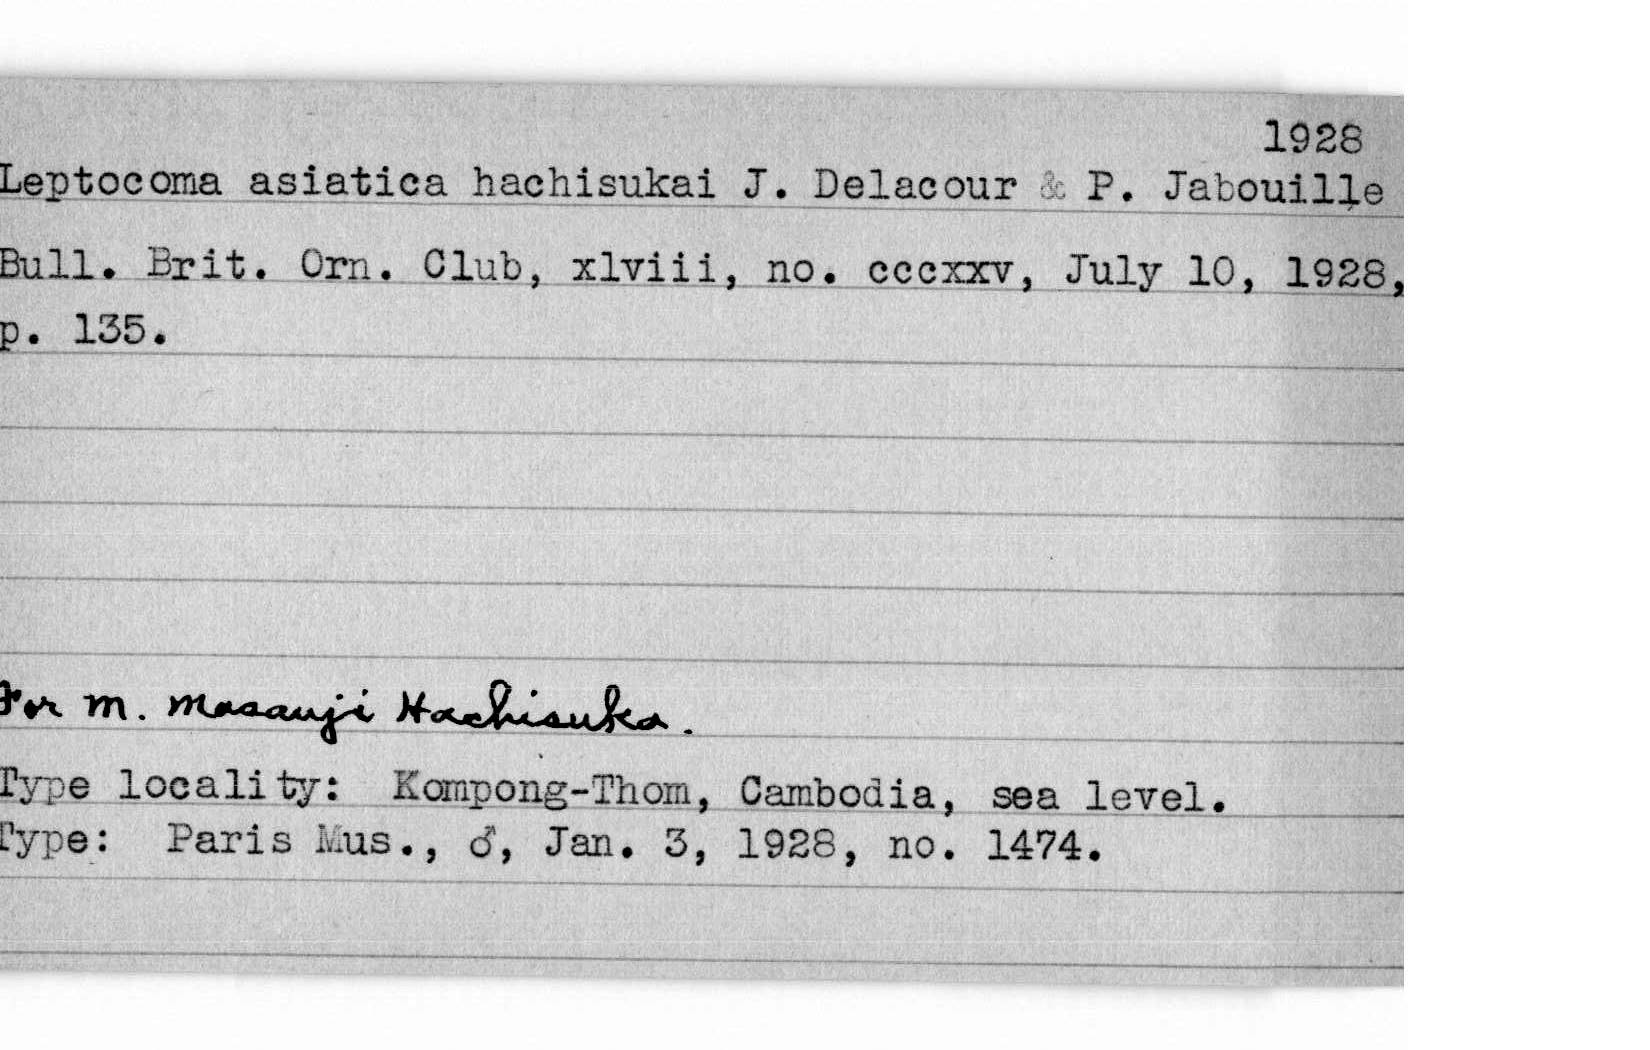 1928
Leptocoma asiatica hachisukai J. Delacour & P. Jabouille
Bull. Brit. Orn. Club, xlviii, no. cccxxv, July 10, 1928,
p. 135.
For M. Masauji Hachisuka.
Type locality: Kompong-Thom, Cambodia, sea level.
Type: Paris Mus., ♂, Jan. 3, 1928, no. 1474.